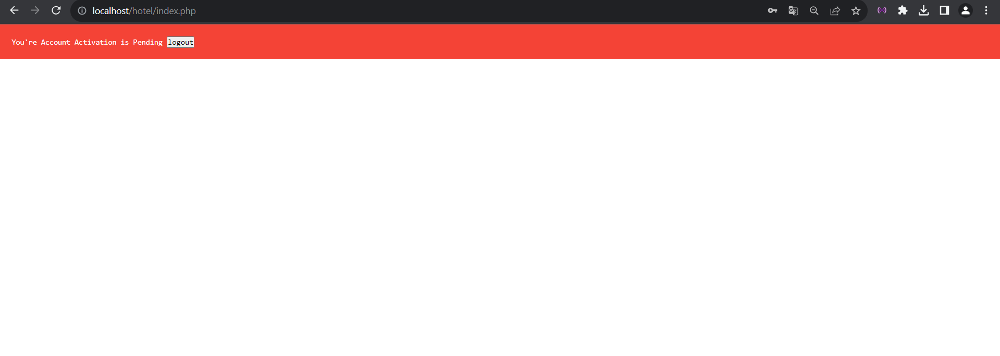 localhost/hotel/index.php
You're Account Activation is Pending logout